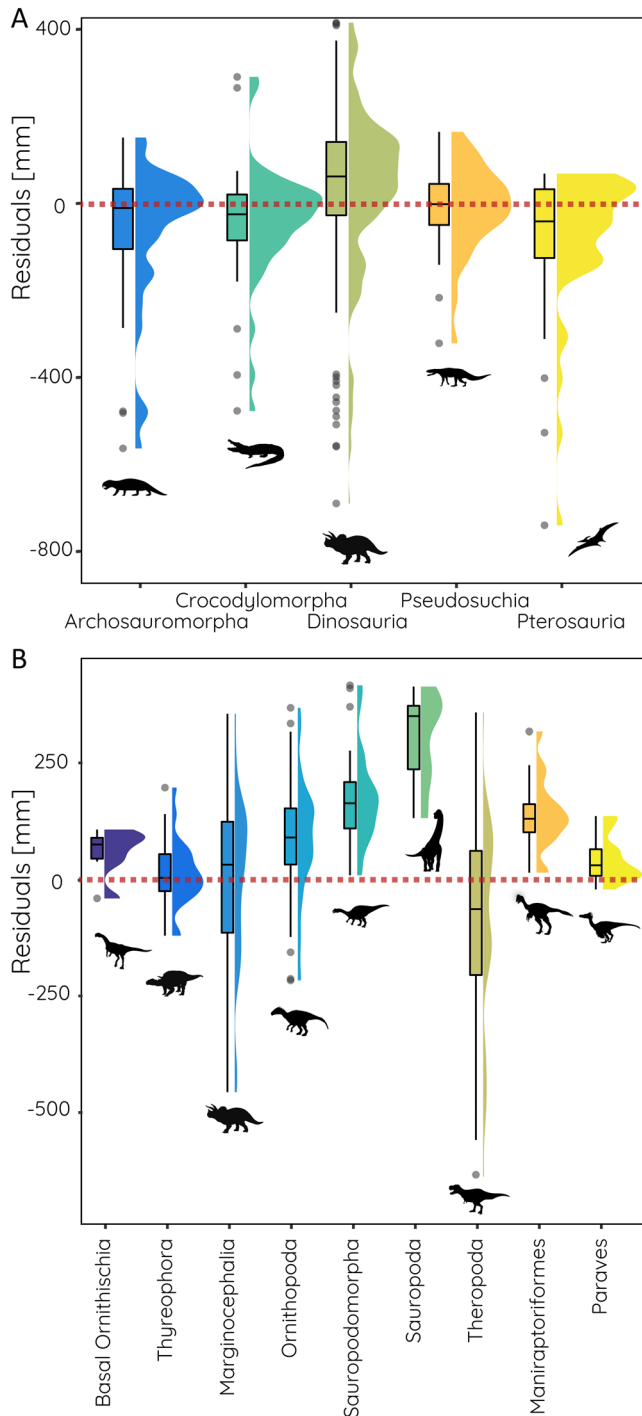 A
400
0
-400
-800
Residuals [mm]
Crocodylomorpha
Pseudosuchia
Archosauromorpha
Dinosauria
Pterosauria
B
250
0
-250
-500
Residuals [mm]
Basal Ornithischia
Thyreophora
Marginocephalia
Ornithopoda
Sauropodomorpha
Sauropoda
Theropoda
Maniraptoriformes
Paraves